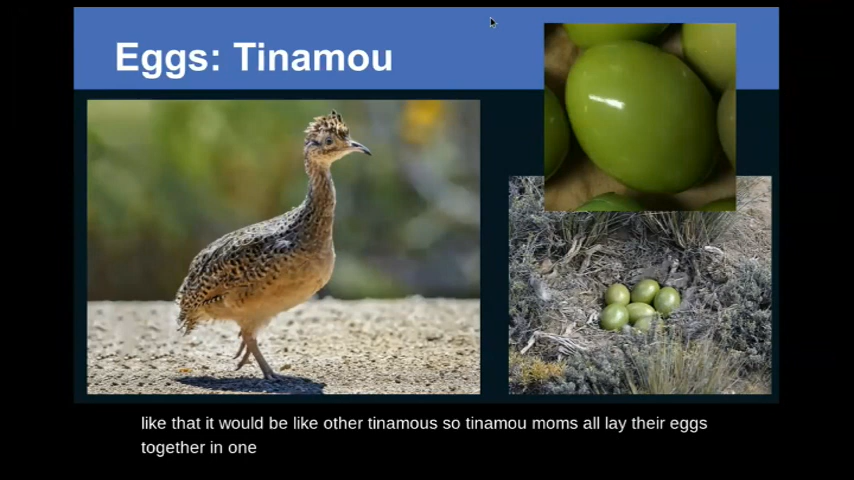 Eggs: Tinamou
like that it would be like other tinamous so tinamou moms all lay their eggs
together in one